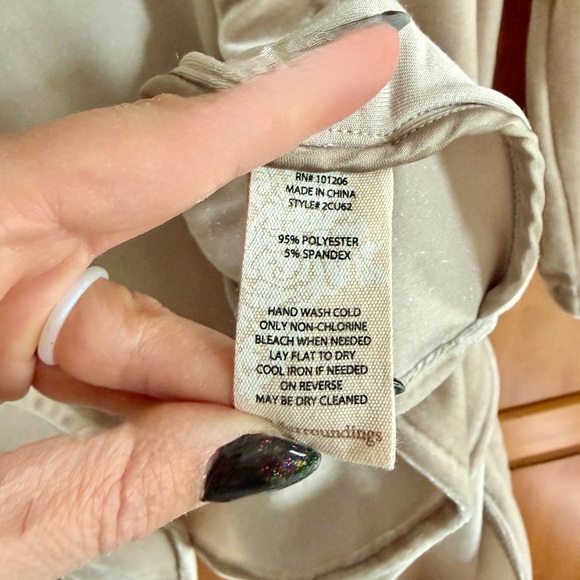 RN# 101206
MADE IN CHINA
STYLE# 2CU62
95% POLYESTER
5% SPANDEX
HAND WASH COLD
ONLY NON-CHLORINE
BLEACH WHEN NEEDED
LAY FLAT TO DRY
COOL IRON IF NEEDED
ON REVERSE
MAY BE DRY CLEANED